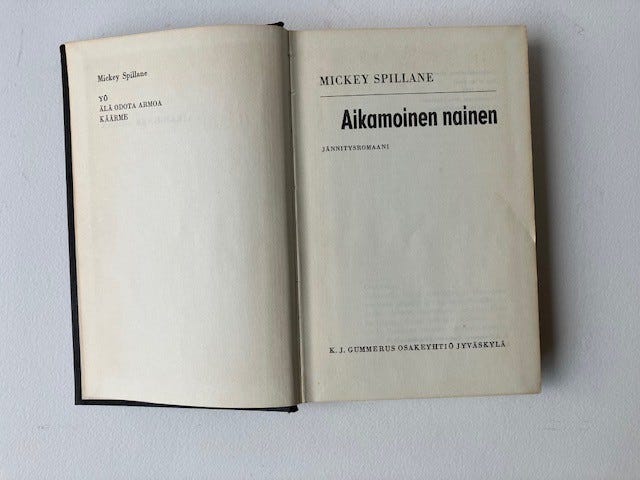 Mickey Spillane
YÖ
ÄLÄ ODOTA ARMOA
KÄÄRME
MICKEY SPILLANE
Aikamoinen nainen
JÄNNITYSROMAANI
K. J. GUMMERUS OSAKEYHTIÖ JYVÄSKYLÄ